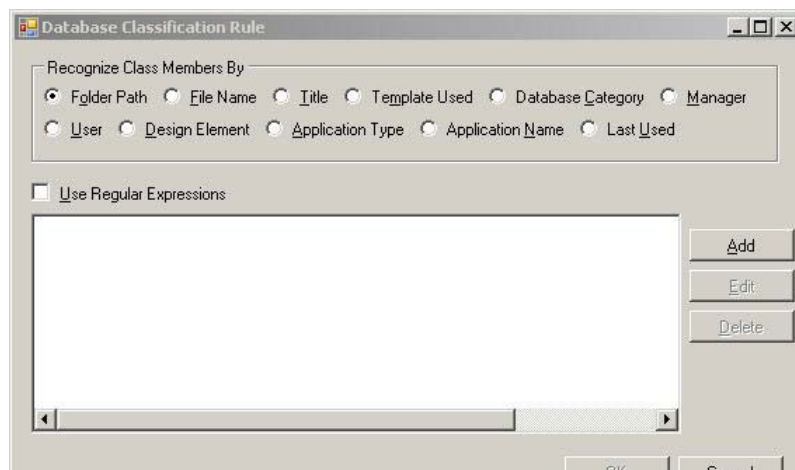 Database Classification Rule
Recognize Class Members By
Folder Path File Name Title Template Used Database Category Manager
User Design Element Application Type Application Name Last Used
Use Regular Expressions
Add
Edit
Delete